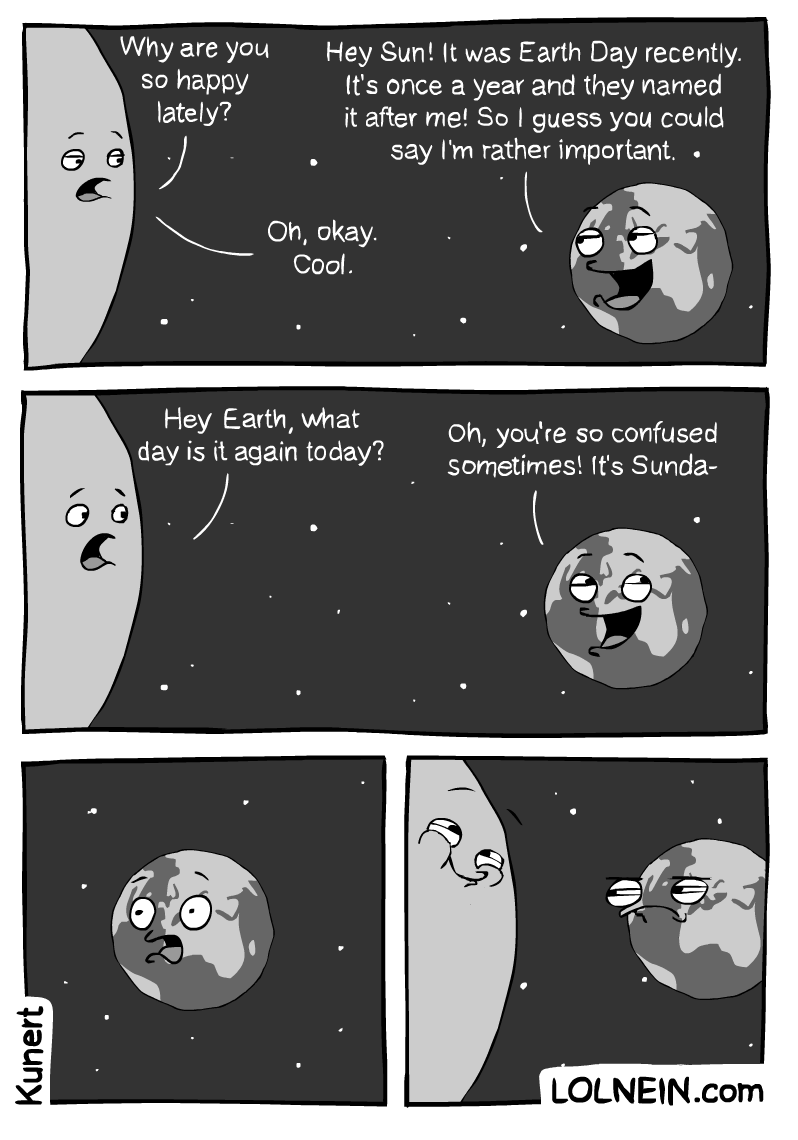 Why are you
so happy
lately?
Hey Sun! It was Earth Day recently.
It's once a year and they named
it after me! So I guess you could
say I'm rather important.
Oh, okay.
Cool.
Hey Earth, what
day is it again today?
Oh, you're so confused
sometimes! It's Sunda-
Kunert
LOLNEIN.com